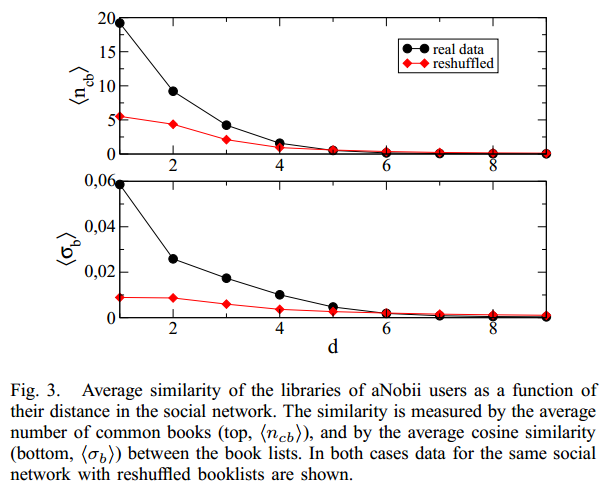 20
15
10
5
0
⟨n_cb⟩
real data
reshuffled
2 4 6 8
0,06
0,04
0,02
0
⟨σ_b⟩
2 4 6 8
d
Fig. 3. Average similarity of the libraries of aNobii users as a function of
their distance in the social network. The similarity is measured by the average
number of common books (top, ⟨n_cb⟩), and by the average cosine similarity
(bottom, ⟨σ_b⟩) between the book lists. In both cases data for the same social
network with reshuffled booklists are shown.